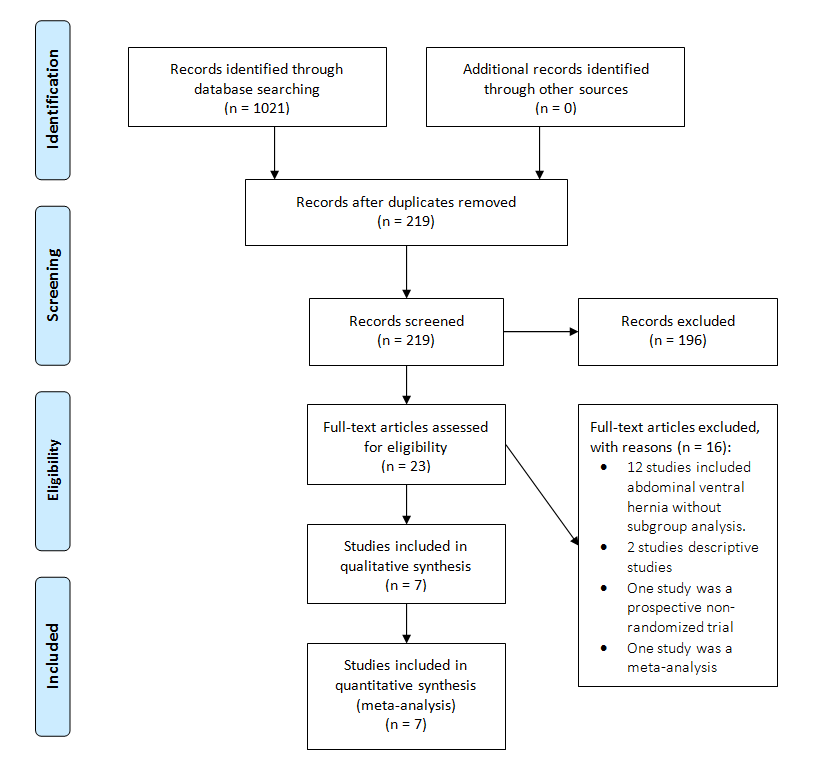 Identification
Records identified through
database searching
(n = 1021)
Additional records identified
through other sources
(n = 0)
Records after duplicates removed
(n = 219)
Screening
Records screened
(n = 219)
Records excluded
(n = 196)
Eligibility
Full-text articles assessed
for eligibility
(n = 23)
Full-text articles excluded,
with reasons (n = 16):
• 12 studies included
abdominal ventral
hernia without
subgroup analysis.
• 2 studies descriptive
studies
• One study was a
prospective non-
randomized trial
• One study was a
meta-analysis
Studies included in
qualitative synthesis
(n = 7)
Included
Studies included in
quantitative synthesis
(meta-analysis)
(n = 7)